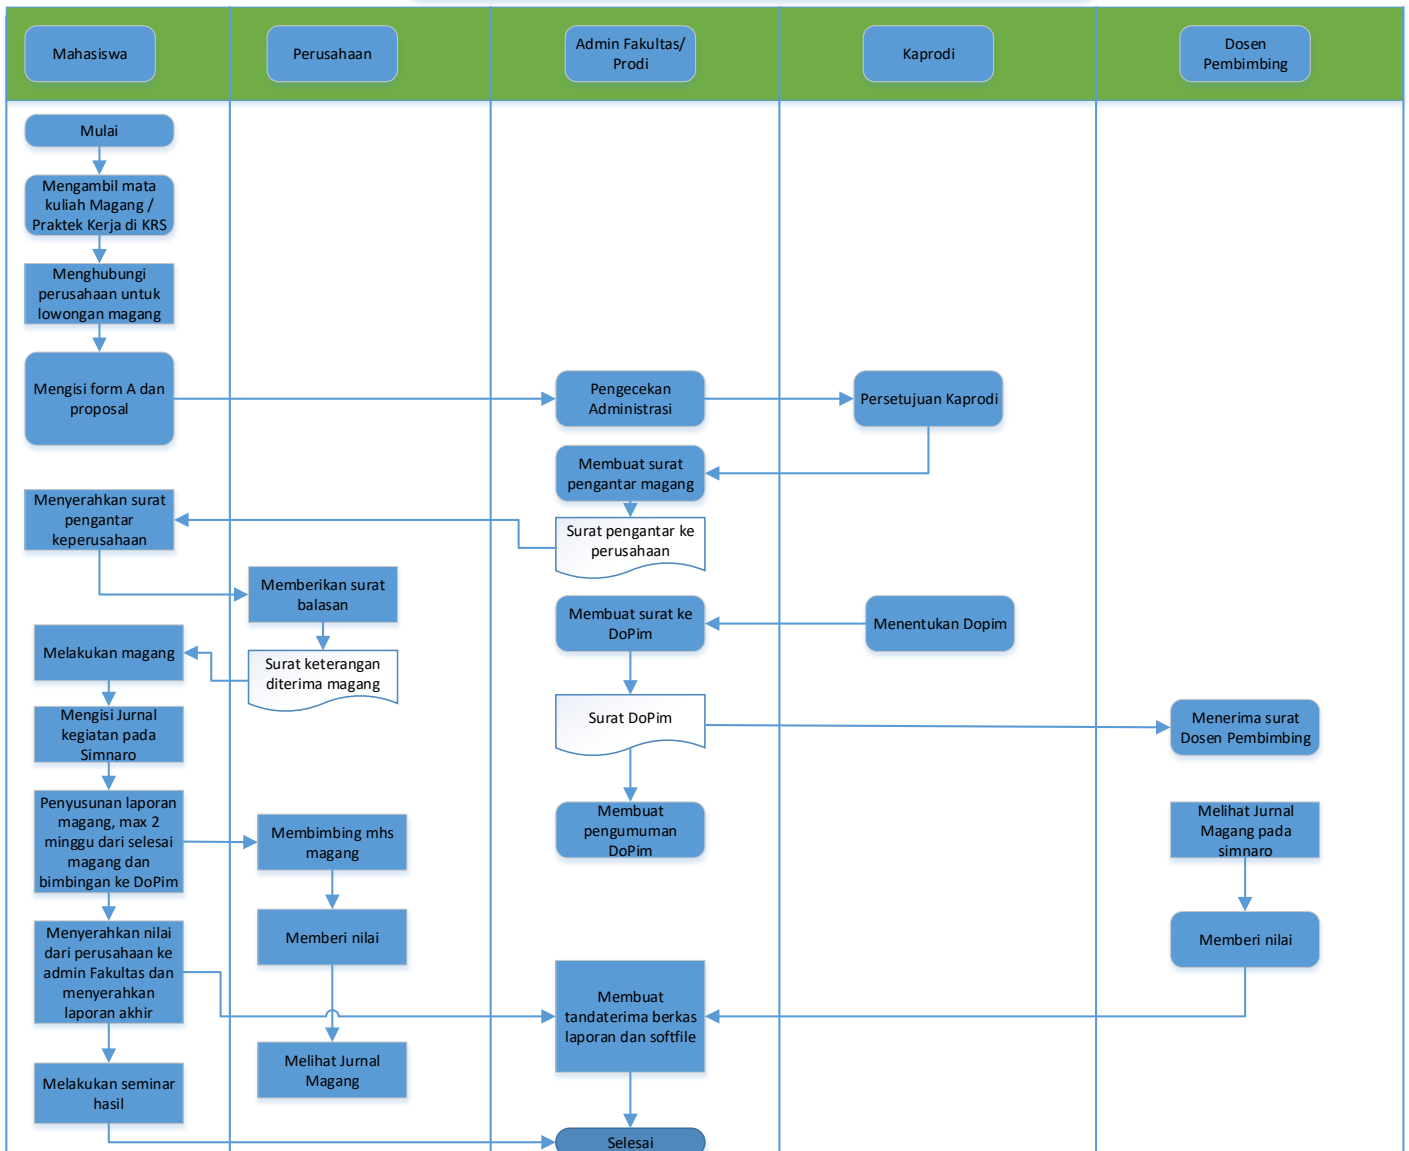 Mahasiswa
Perusahaan
Admin Fakultas/
Prodi
Kaprodi
Dosen
Pembimbing
Mulai
Mengambil mata
kuliah Magang /
Praktek Kerja di KRS
Menghubungi
perusahaan untuk
lowongan magang
Mengisi form A dan
proposal
Pengecekan
Administrasi
Persetujuan Kaprodi
Membuat surat
pengantar magang
Surat pengantar ke
perusahaan
Menyerahkan surat
pengantar
keperusahaan
Memberikan surat
balasan
Surat keterangan
diterima magang
Membuat surat ke
DoPim
Menentukan Dopim
Melakukan magang
Surat DoPim
Menerima surat
Dosen Pembimbing
Mengisi Jurnal
kegiatan pada
Simnaro
Penyusunan laporan
magang, max 2
minggu dari selesai
magang dan
bimbingan ke DoPim
Membimbing mhs
magang
Membuat
pengumuman
DoPim
Melihat Jurnal
Magang pada
simnaro
Menyerahkan nilai
dari perusahaan ke
admin Fakultas dan
menyerahkan
laporan akhir
Memberi nilai
Memberi nilai
Membuat
tandaterima berkas
laporan dan softfile
Melihat Jurnal
Magang
Melakukan seminar
hasil
Selesai